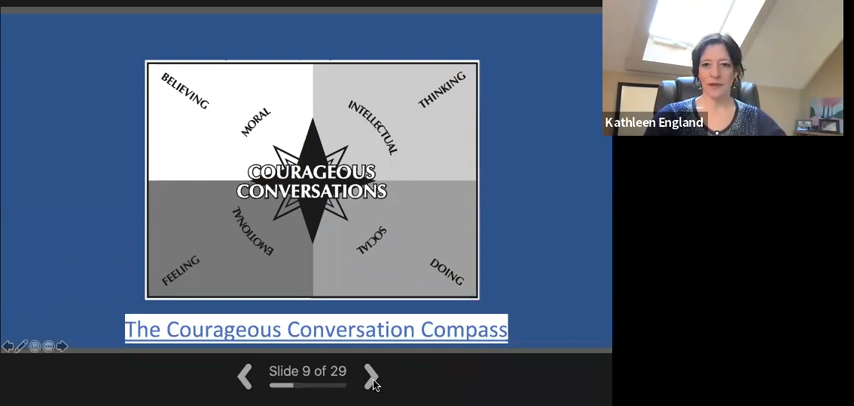 BELIEVING
MORAL
INTELLECTUAL
THINKING
COURAGEOUS
CONVERSATIONS
EMOTIONAL
SOCIAL
FEELING
DOING
The Courageous Conversation Compass
Slide 9 of 29
Kathleen England